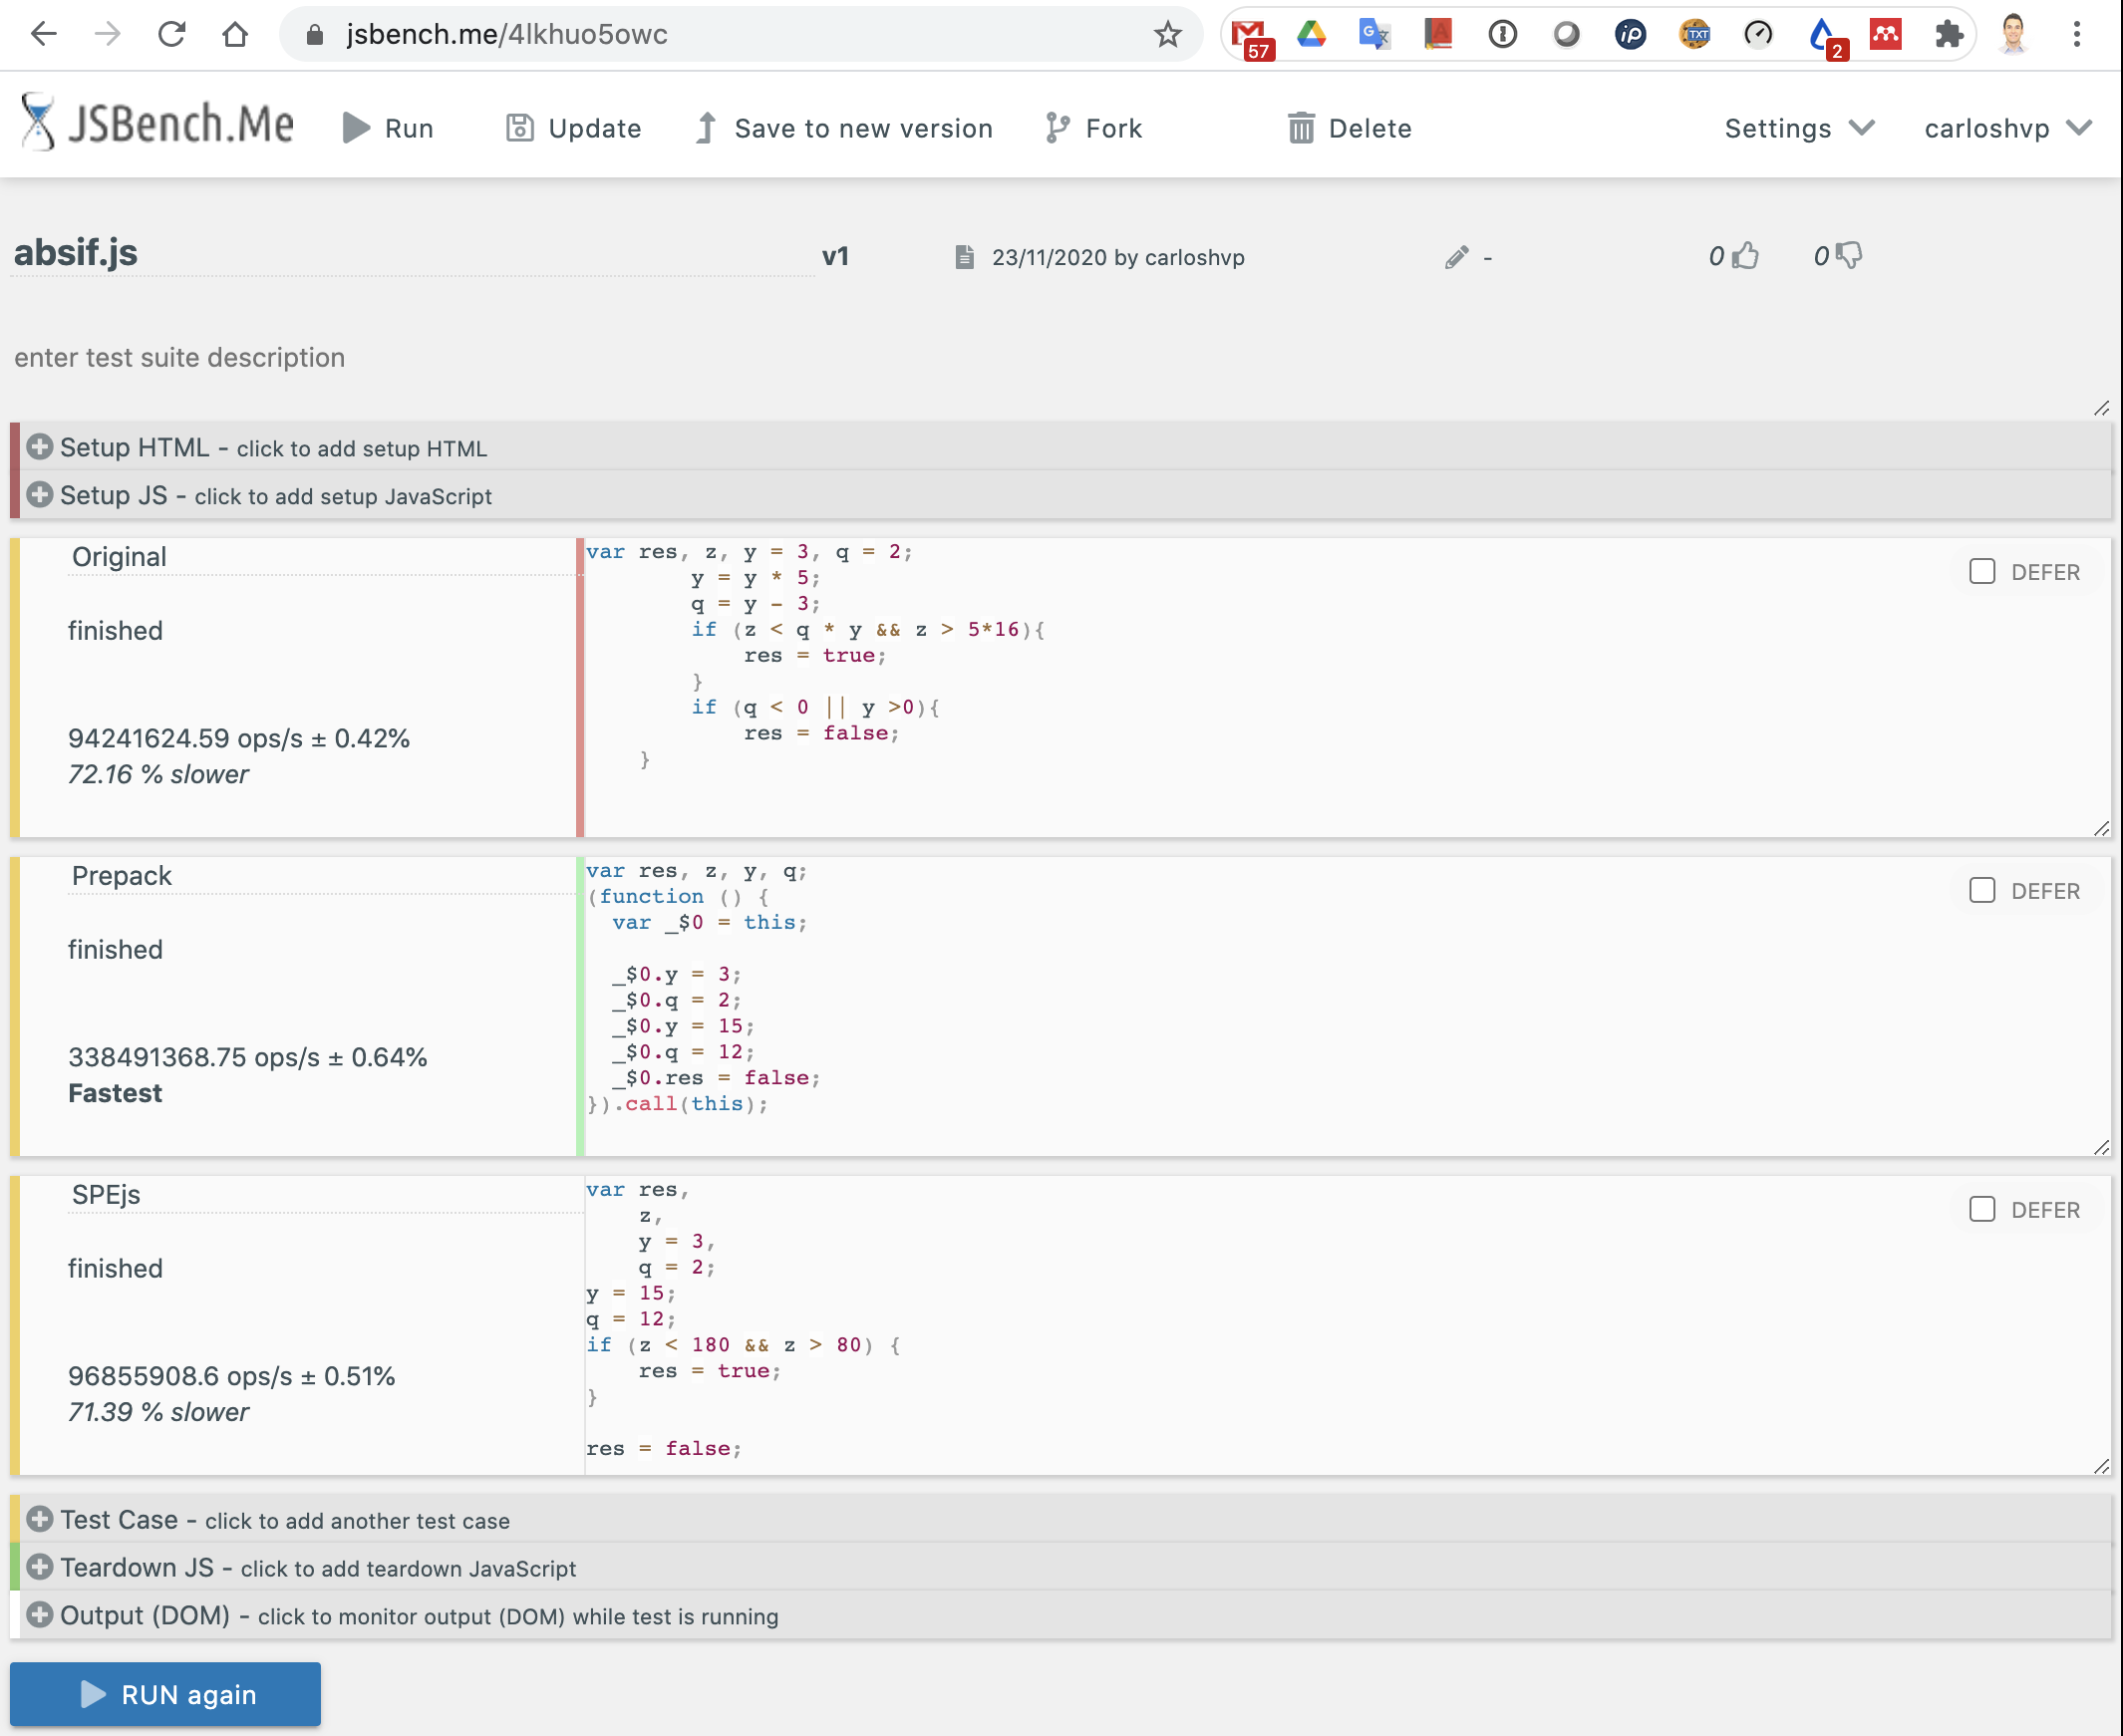 jsbench.me/4lkhuo5owc
57
iP
TXT
2
JSBench.Me
Run
Update
Save to new version
Fork
Delete
Settings
carloshvp
absif.js
v1
23/11/2020 by carloshvp
-
0
0
enter test suite description
Setup HTML - click to add setup HTML
Setup JS - click to add setup JavaScript
Original
finished
94241624.59 ops/s ± 0.42%
72.16 % slower
var res, z, y = 3, q = 2;
        y = y * 5;
        q = y - 3;
        if (z < q * y && z > 5*16){
            res = true;
        }
        if (q < 0 || y >0){
            res = false;
    }
DEFER
Prepack
finished
338491368.75 ops/s ± 0.64%
Fastest
var res, z, y, q;
(function () {
  var _$0 = this;
  _$0.y = 3;
  _$0.q = 2;
  _$0.y = 15;
  _$0.q = 12;
  _$0.res = false;
}).call(this);
DEFER
SPEjs
finished
96855908.6 ops/s ± 0.51%
71.39 % slower
var res,
    z,
    y = 3,
    q = 2;
y = 15;
q = 12;
if (z < 180 && z > 80) {
    res = true;
}
res = false;
DEFER
Test Case - click to add another test case
Teardown JS - click to add teardown JavaScript
Output (DOM) - click to monitor output (DOM) while test is running
RUN again